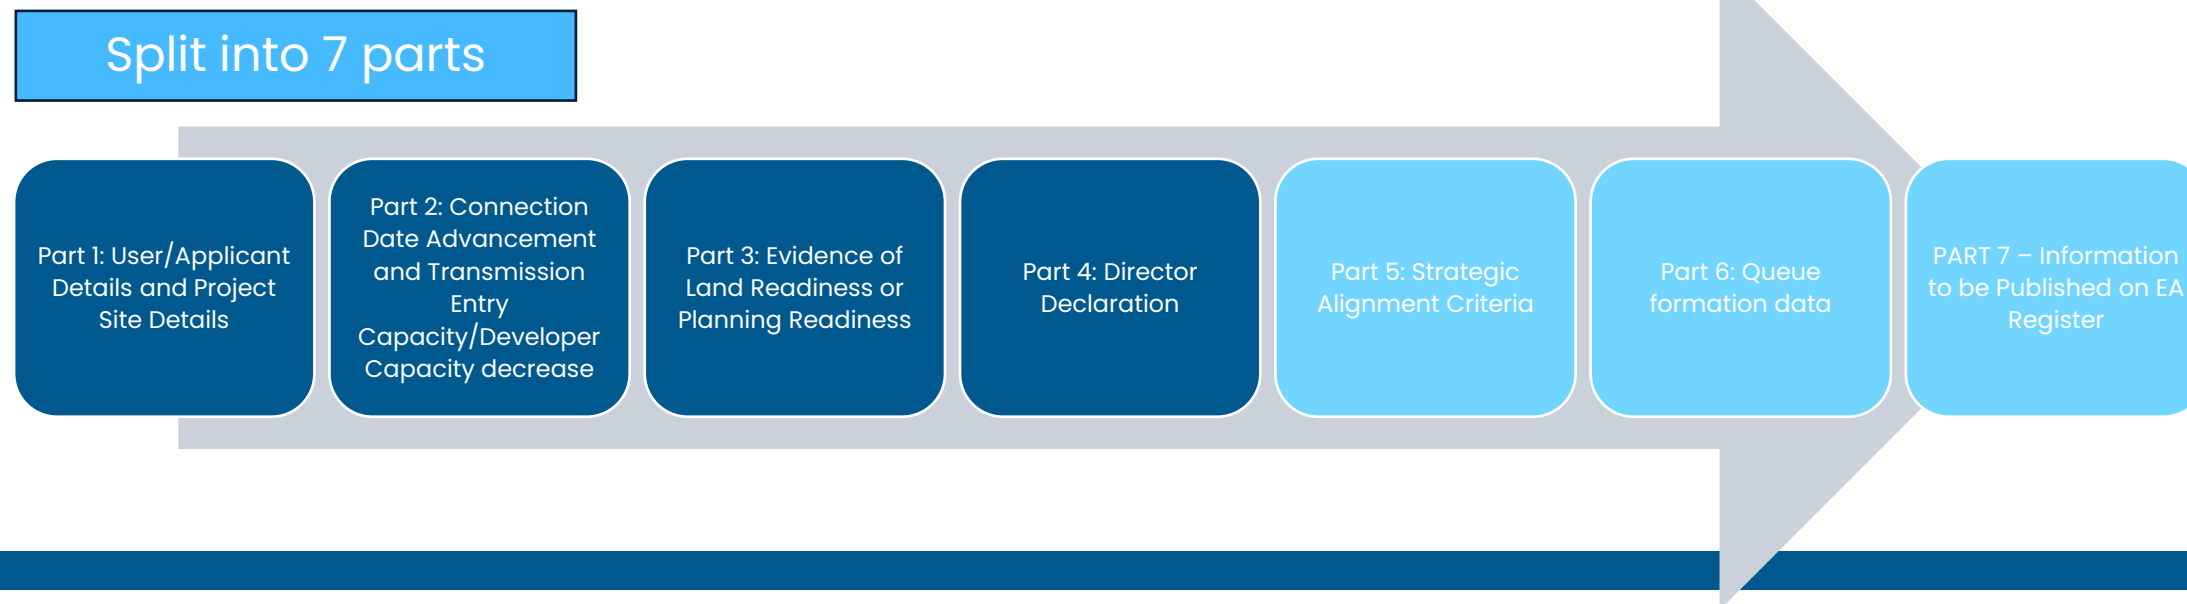 Split into 7 parts
Part 1: User/Applicant
Details and Project
Site Details
Part 2: Connection
Date Advancement
and Transmission
Entry
Capacity/Developer
Capacity decrease
Part 3: Evidence of
Land Readiness or
Planning Readiness
Part 4: Director
Declaration
Part 5: Strategic
Alignment Criteria
Part 6: Queue
formation data
PART 7 – Information
to be Published on EA
Register